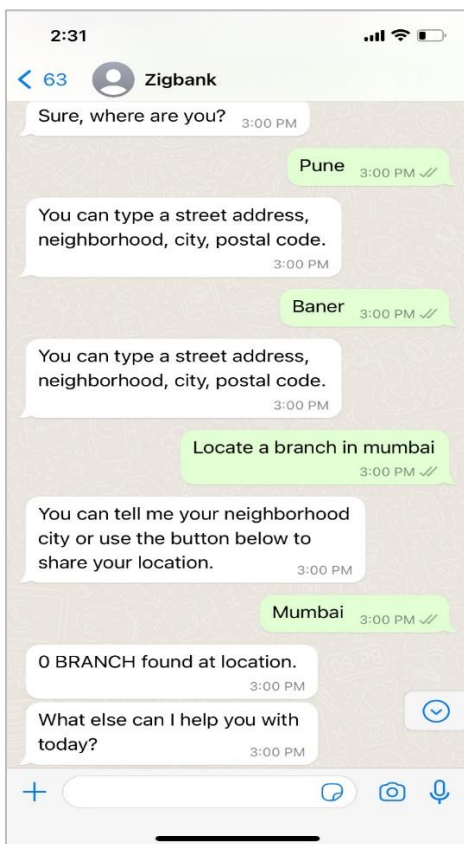 2:31
63 Zigbank
Sure, where are you? 3:00 PM
Pune 3:00 PM
You can type a street address,
neighborhood, city, postal code.
3:00 PM
Baner 3:00 PM
You can type a street address,
neighborhood, city, postal code.
3:00 PM
Locate a branch in mumbai
3:00 PM
You can tell me your neighborhood
city or use the button below to
share your location. 3:00 PM
Mumbai 3:00 PM
0 BRANCH found at location.
3:00 PM
What else can I help you with
today? 3:00 PM